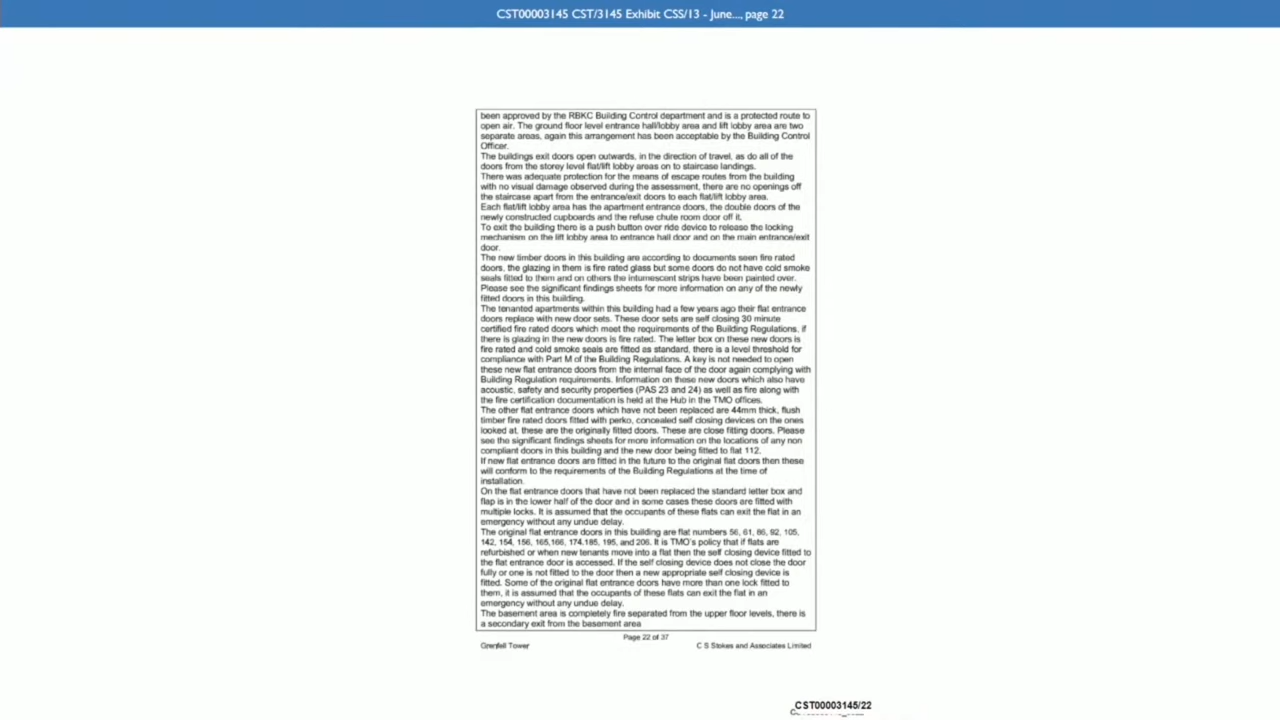 CST00003145 CST/3145 Exhibit CSS/13 - June..., page 22
been approved by the RBKC Building Control department and is a protected route to
open air. The ground floor level entrance hall/lobby area and lift lobby area are two
separate areas, again this arrangement has been acceptable by the Building Control
Officer.
The buildings exit doors open outwards, in the direction of travel, as do all of the
doors from the storey level flat/lift lobby areas on to staircase landings.
There was adequate protection for the means of escape routes from the building
with no visual damage observed during the assessment, there are no openings off
the staircase apart from the entrance/exit doors to each flat/lift lobby area.
Each flat/lift lobby area has the apartment entrance doors, the double doors of the
newly constructed cupboards and the refuse chute room door off it.
To exit the building there is a push button over ride device to release the locking
mechanism on the lift lobby area to entrance hall door and on the main entrance/exit
door.
The new timber doors in this building are according to documents seen fire rated
doors, the glazing in them is fire rated glass but some doors do not have cold smoke
seals fitted to them and on others the intumescent strips have been painted over.
Please see the significant findings sheets for more information on any of the newly
fitted doors in this building.
The tenanted apartments within this building had a few years ago their flat entrance
doors replace with new door sets. These door sets are self closing 30 minute
certified fire rated doors which meet the requirements of the Building Regulations, if
there is glazing in the new doors is fire rated. The letter box on these new doors is
fire rated and cold smoke seals are fitted as standard, there is a level threshold for
compliance with Part M of the Building Regulations. A key is not needed to open
these new flat entrance doors from the internal face of the door again complying with
Building Regulation requirements. Information on these new doors which also have
acoustic, safety and security properties (PAS 23 and 24) as well as fire along with
the fire certification documentation is held at the Hub in the TMO offices.
The other flat entrance doors which have not been replaced are 44mm thick, flush
timber fire rated doors fitted with perko, concealed self closing devices on the ones
looked at, these are the originally fitted doors. These are close fitting doors. Please
see the significant findings sheets for more information on the locations of any non
compliant doors in this building and the new door being fitted to flat 112.
If new flat entrance doors are fitted in the future to the original flat doors then these
will conform to the requirements of the Building Regulations at the time of
installation.
On the flat entrance doors that have not been replaced the standard letter box and
flap is in the lower half of the door and in some cases these doors are fitted with
multiple locks. It is assumed that the occupants of these flats can exit the flat in an
emergency without any undue delay.
The original flat entrance doors in this building are flat numbers 56, 61, 86, 92, 105,
142, 154, 156, 165,166, 174.185, 195, and 206. It is TMO's policy that if flats are
refurbished or when new tenants move into a flat then the self closing device fitted to
the flat entrance door is accessed. If the self closing device does not close the door
fully or one is not fitted to the door then a new appropriate self closing device is
fitted. Some of the original flat entrance doors have more than one lock fitted to
them, it is assumed that the occupants of these flats can exit the flat in an
emergency without any undue delay.
The basement area is completely fire separated from the upper floor levels, there is
a secondary exit from the basement area
Page 22 of 37
Grenfell Tower
C S Stokes and Associates Limited
CST00003145/22